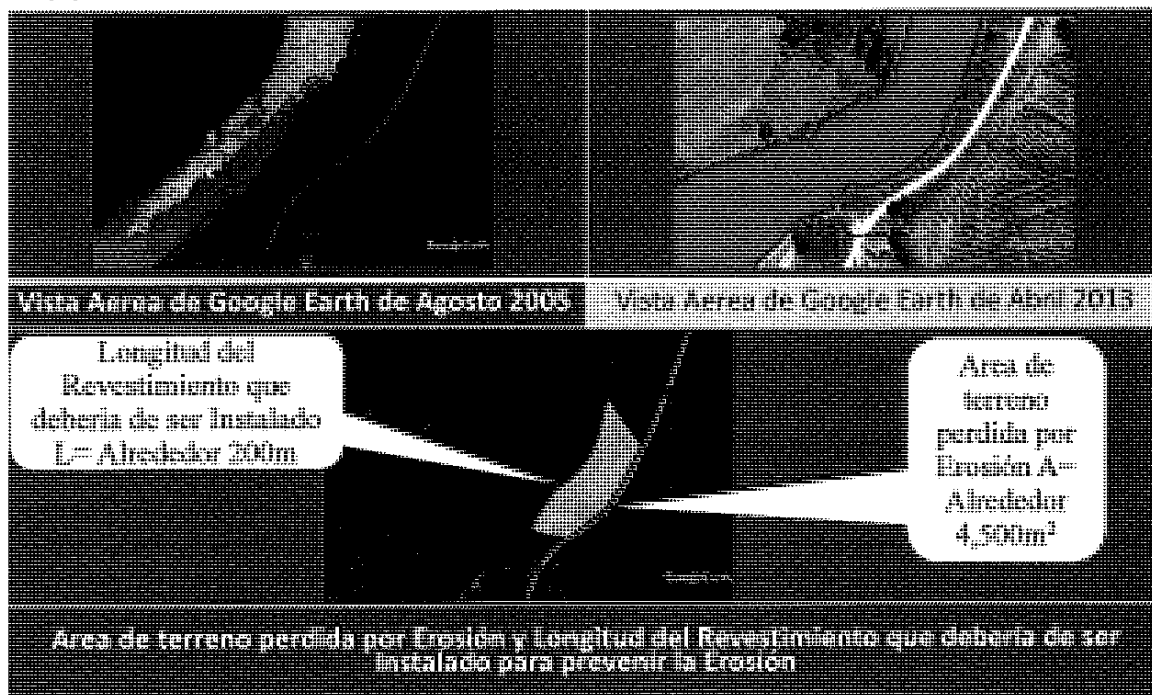 Vista Aerea de Google Earth de Agosto 2005
Vista Aerea de Google Earth de Abril 2013
Longitud del
Revestimiento que
deberia de ser Instalado
L= Alrededor 200m
Area de
terreno
perdida por
Erosión A=
Alrededor
4,500m²
Area de terreno perdida por Erosión y Longitud del Revestimiento que debería de ser
Instalado para prevenir la Erosión